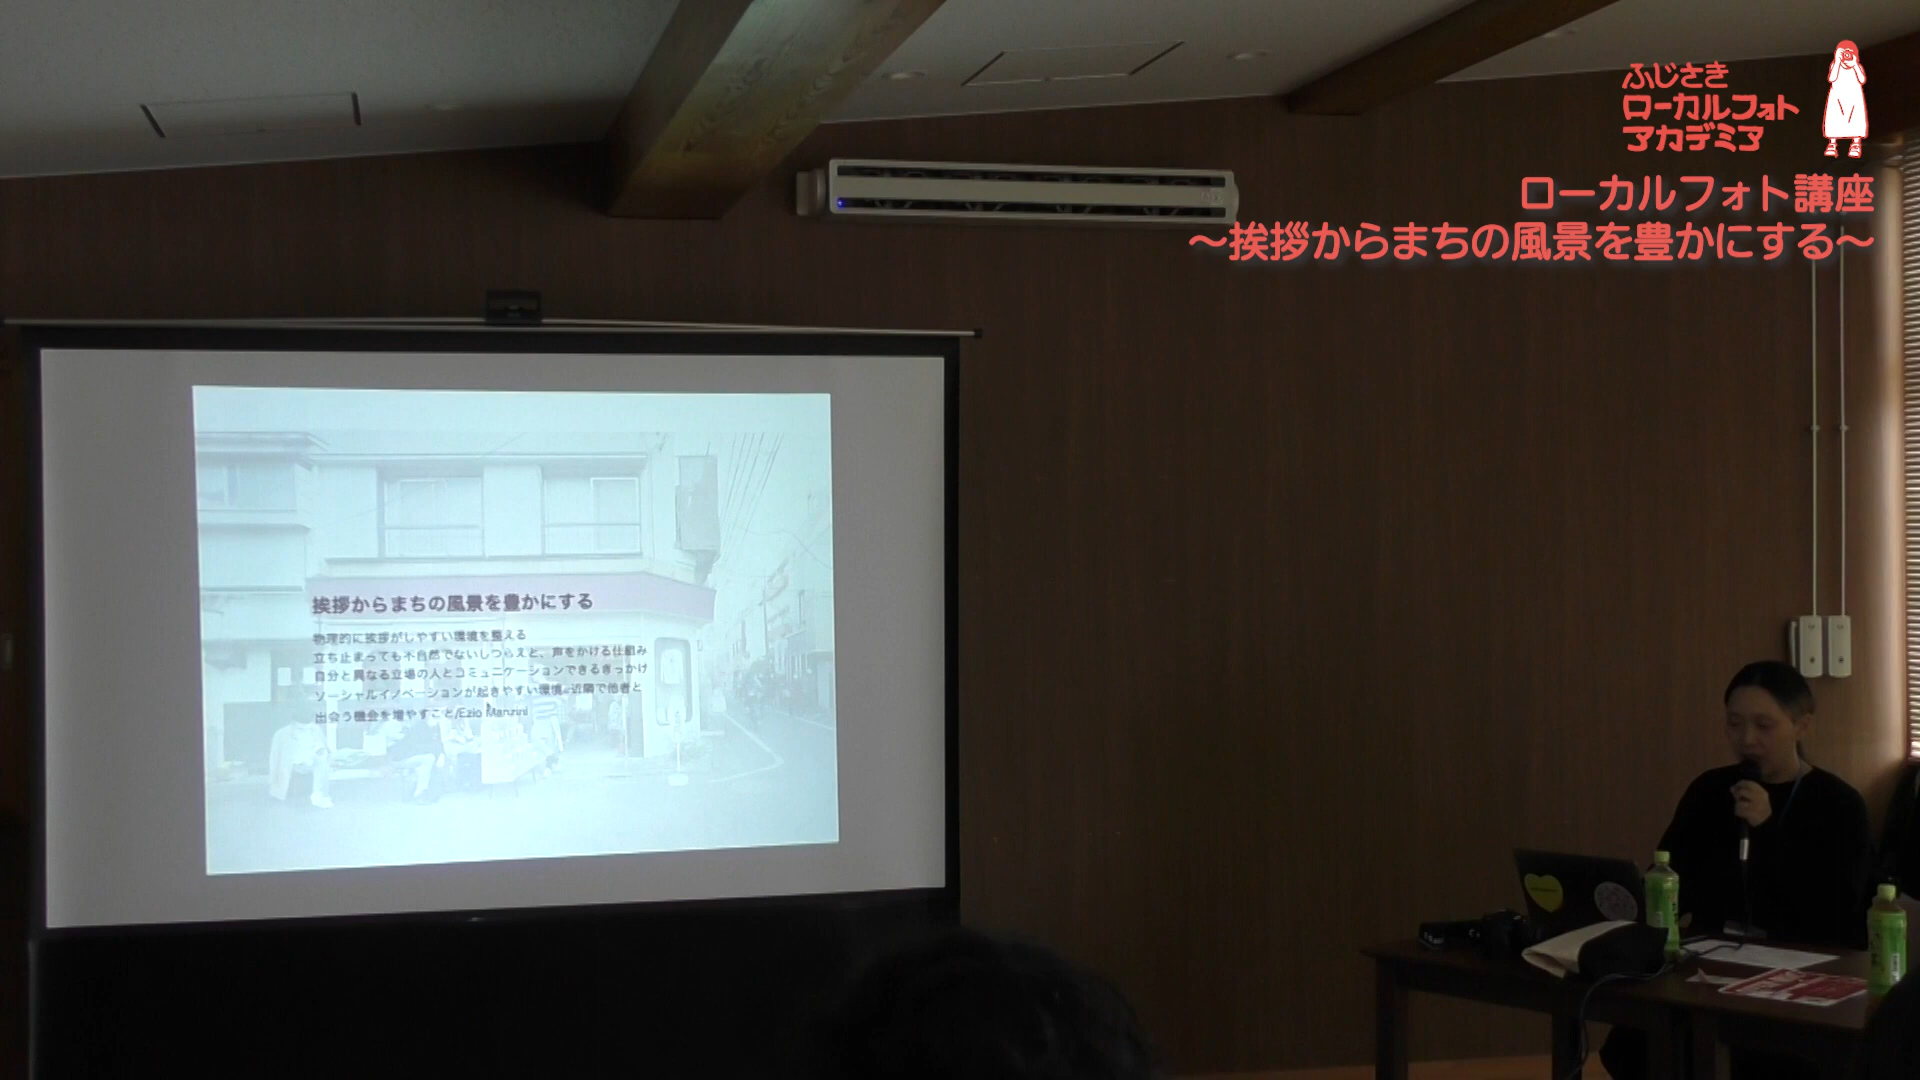 ふじさき
ローカルフォト
アカデミア
ローカルフォト講座
～挨拶からまちの風景を豊かにする～
挨拶からまちの風景を豊かにする
物理的に挨拶がしやすい環境を整える
立ち止まっても不自然でないしつらえと、声をかける仕組み
自分と異なる立場の人とコミュニケーションできるきっかけ
ソーシャルイノベーションが起きやすい環境=近隣で他者と
出会う機会を増やすこと/Ezio Manzini